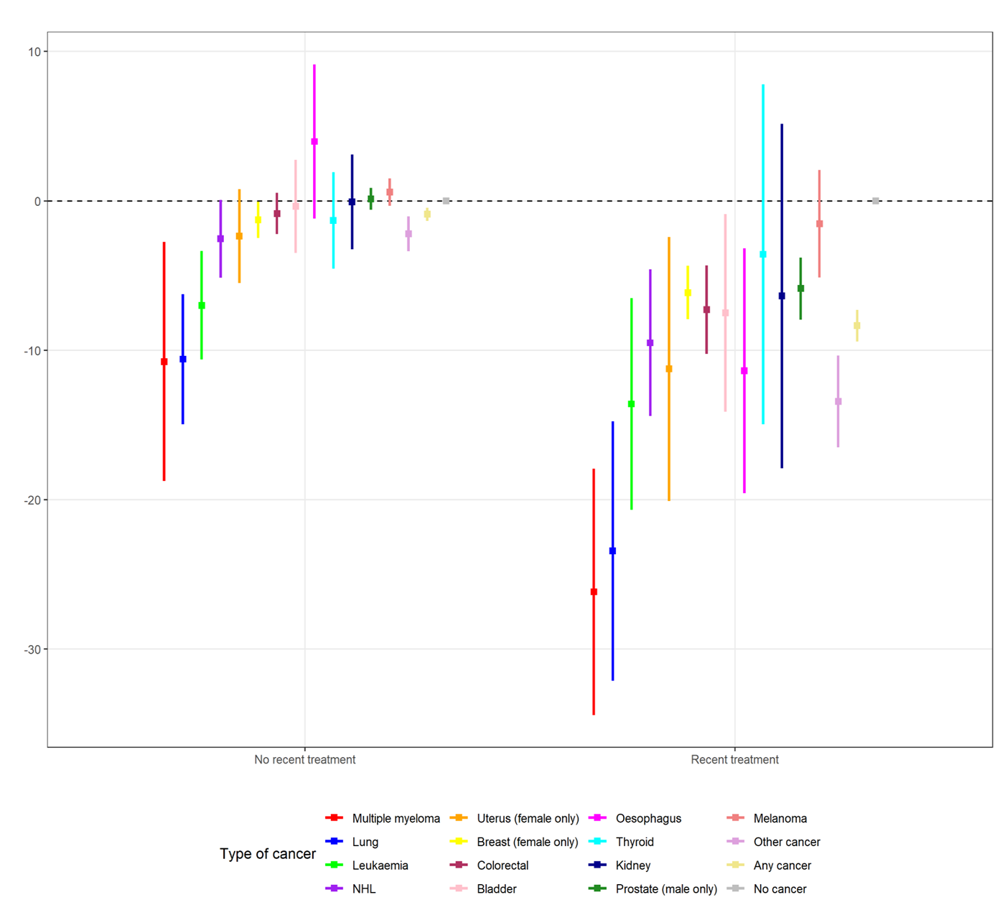 10
0
-10
-20
-30
No recent treatment Recent treatment
Type of cancer
Multiple myeloma Uterus (female only) Oesophagus Melanoma
Lung Breast (female only) Thyroid Other cancer
Leukaemia Colorectal Kidney Any cancer
NHL Bladder Prostate (male only) No cancer